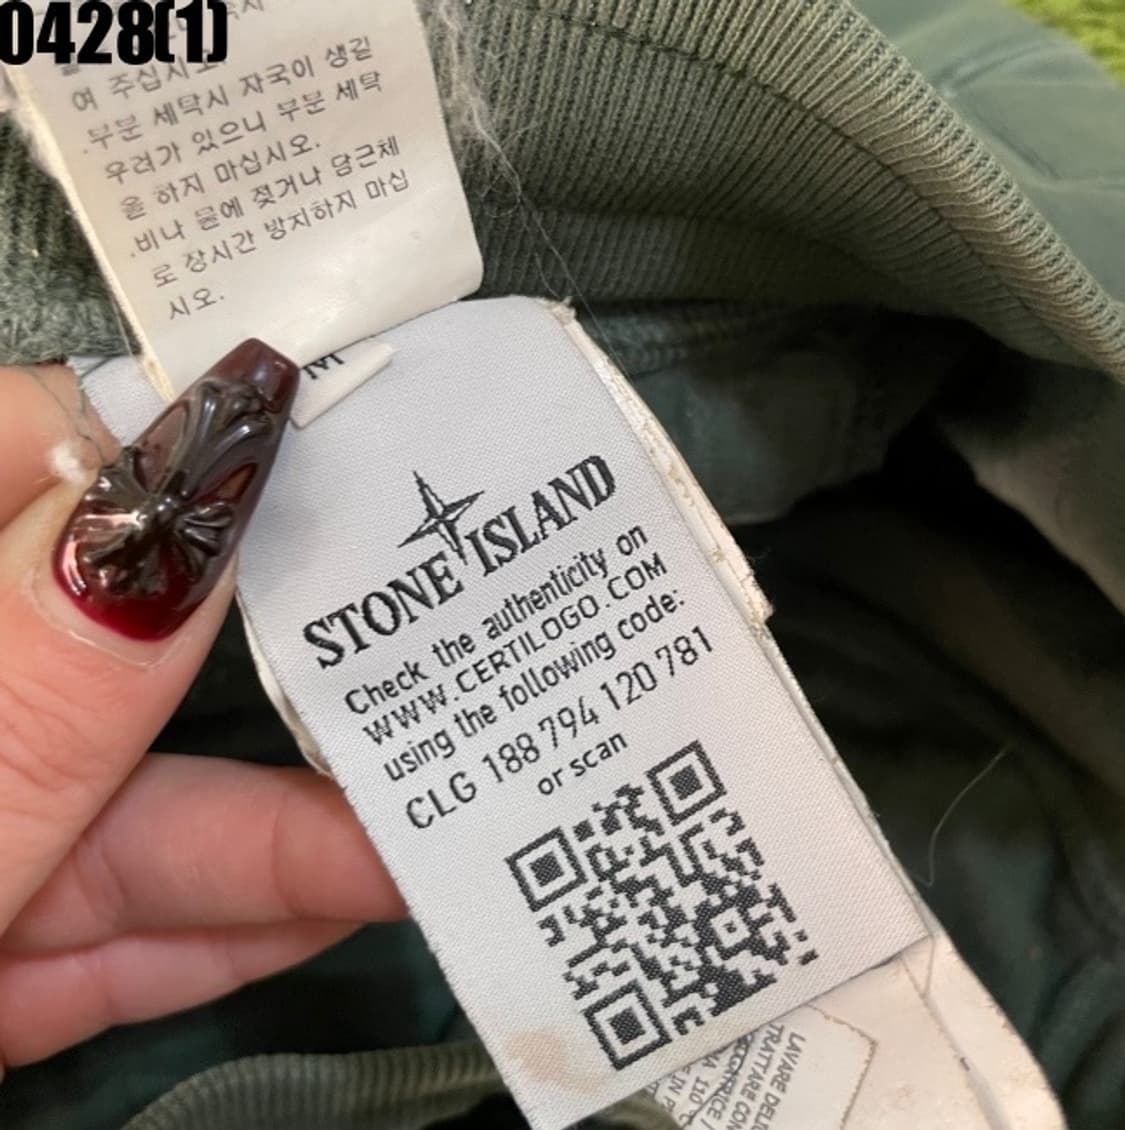 0428(1)
여 주십시오.
.부분 세탁시 자국이 생길
우려가 있으니 부분 세탁
을 하지 마십시오.
.비나 물에 젖거나 담근체
로 장시간 방치하지 마십
시오.
STONE ISLAND
Check the authenticity on
WWW.CERTILOGO.COM
using the following code:
CLG 188 794 120 781
or scan
LAVARE DELIC
TRATTARE CON